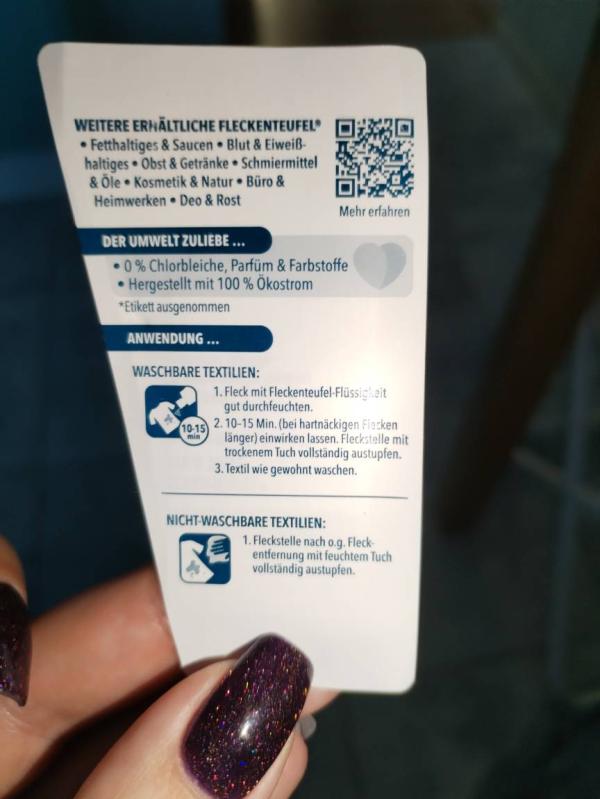 WEITERE ERHÄLTLICHE FLECKENTEUFEL®
• Fetthaltiges & Saucen • Blut & Eiweiß-
haltiges • Obst & Getränke • Schmiermittel
& Öle • Kosmetik & Natur • Büro &
Heimwerken • Deo & Rost
Mehr erfahren
DER UMWELT ZULIEBE ...
• 0 % Chlorbleiche, Parfüm & Farbstoffe
• Hergestellt mit 100 % Ökostrom
*Etikett ausgenommen
ANWENDUNG ...
WASCHBARE TEXTILIEN:
1. Fleck mit Fleckenteufel-Flüssigkeit
gut durchfeuchten.
10-15
min
2. 10–15 Min. (bei hartnäckigen Flecken
länger) einwirken lassen. Fleckstelle mit
trockenem Tuch vollständig austupfen.
3. Textil wie gewohnt waschen.
NICHT-WASCHBARE TEXTILIEN:
1. Fleckstelle nach o.g. Fleck-
entfernung mit feuchtem Tuch
vollständig austupfen.